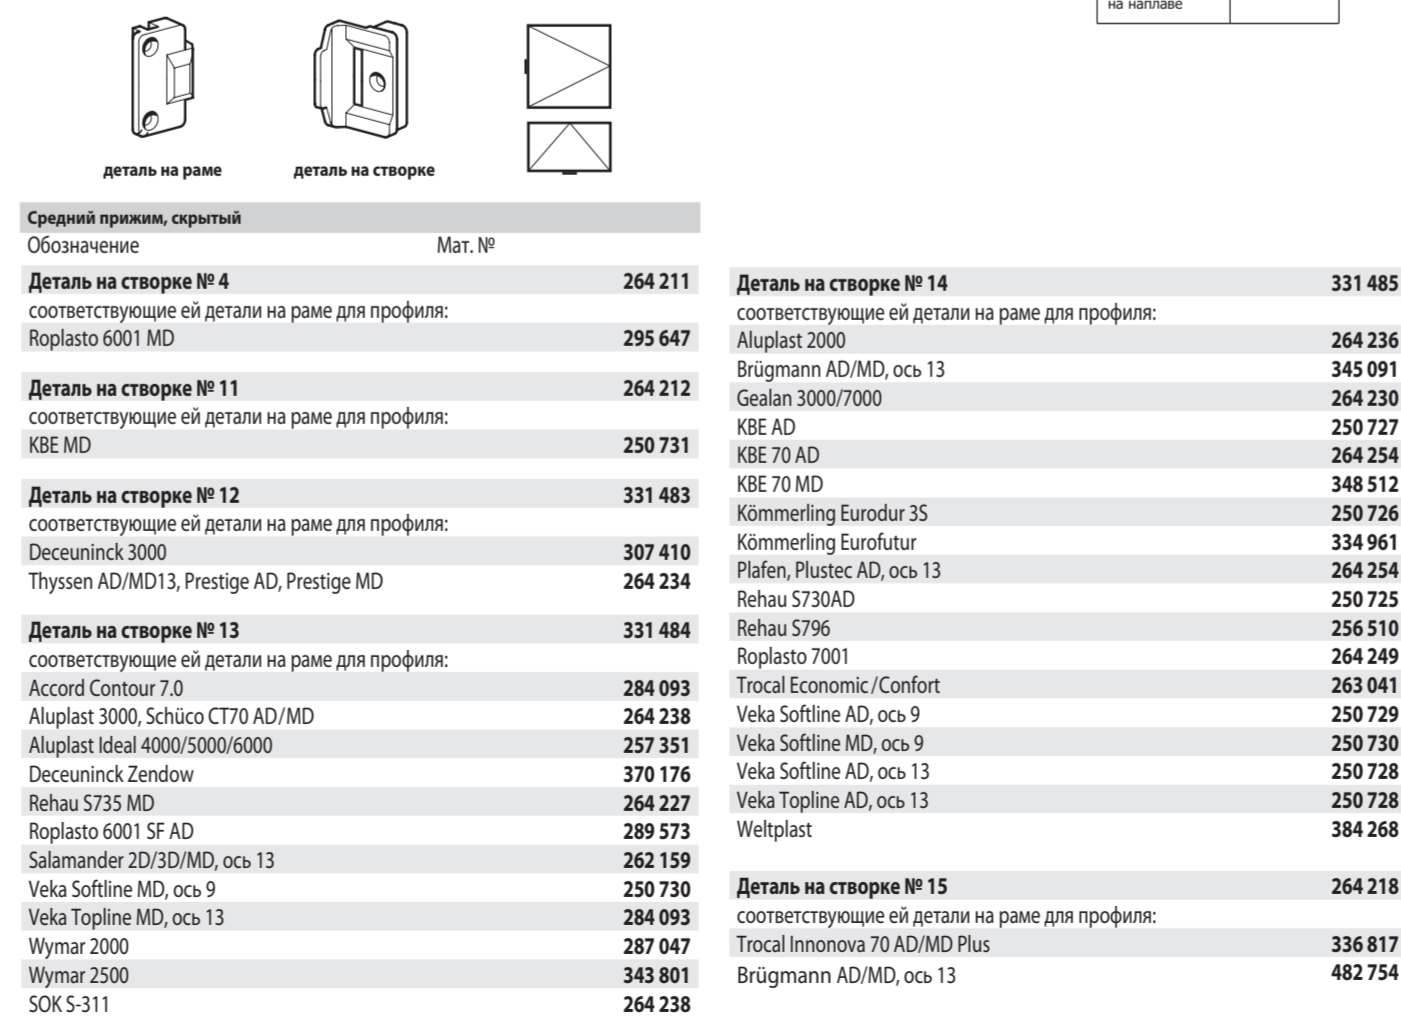 на наплаве
деталь на раме
деталь на створке
Средний прижим, скрытый
Обозначение Мат. №
Деталь на створке № 4 264 211
соответствующие ей детали на раме для профиля:
Roplasto 6001 MD 295 647
Деталь на створке № 11 264 212
соответствующие ей детали на раме для профиля:
KBE MD 250 731
Деталь на створке № 12 331 483
соответствующие ей детали на раме для профиля:
Deceuninck 3000 307 410
Thyssen AD/MD13, Prestige AD, Prestige MD 264 234
Деталь на створке № 13 331 484
соответствующие ей детали на раме для профиля:
Accord Contour 7.0 284 093
Aluplast 3000, Schüco CT70 AD/MD 264 238
Aluplast Ideal 4000/5000/6000 257 351
Deceuninck Zendow 370 176
Rehau S735 MD 264 227
Roplasto 6001 SF AD 289 573
Salamander 2D/3D/MD, ось 13 262 159
Veka Softline MD, ось 9 250 730
Veka Topline MD, ось 13 284 093
Wymar 2000 287 047
Wymar 2500 343 801
SOK S-311 264 238
Деталь на створке № 14 331 485
соответствующие ей детали на раме для профиля:
Aluplast 2000 264 236
Brügmann AD/MD, ось 13 345 091
Gealan 3000/7000 264 230
KBE AD 250 727
KBE 70 AD 264 254
KBE 70 MD 348 512
Kömmerling Eurodur 3S 250 726
Kömmerling Eurofutur 334 961
Plafen, Plustec AD, ось 13 264 254
Rehau S730AD 250 725
Rehau S796 256 510
Roplasto 7001 264 249
Trocal Economic/Confort 263 041
Veka Softline AD, ось 9 250 729
Veka Softline MD, ось 9 250 730
Veka Softline AD, ось 13 250 728
Veka Topline AD, ось 13 250 728
Weltplast 384 268
Деталь на створке № 15 264 218
соответствующие ей детали на раме для профиля:
Trocal Innonova 70 AD/MD Plus 336 817
Brügmann AD/MD, ось 13 482 754